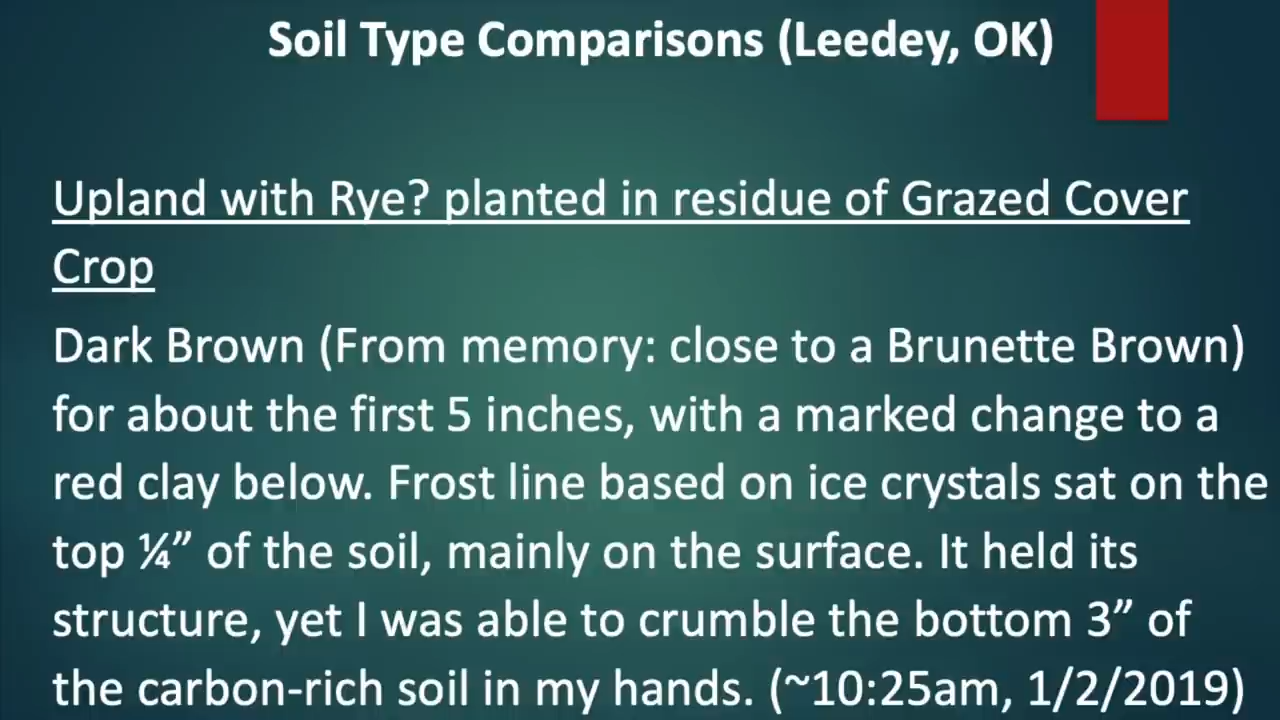 Soil Type Comparisons (Leedey, OK)
Upland with Rye? planted in residue of Grazed Cover
Crop
Dark Brown (From memory: close to a Brunette Brown)
for about the first 5 inches, with a marked change to a
red clay below. Frost line based on ice crystals sat on the
top ¼” of the soil, mainly on the surface. It held its
structure, yet I was able to crumble the bottom 3” of
the carbon-rich soil in my hands. (~10:25am, 1/2/2019)